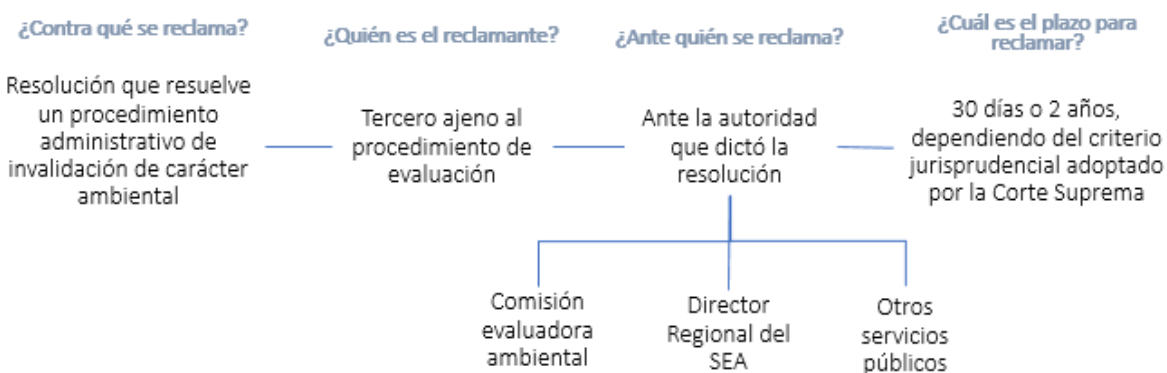 ¿Contra qué se reclama?
Resolución que resuelve
un procedimiento
administrativo de
invalidación de carácter
ambiental
¿Quién es el reclamante?
Tercero ajeno al
procedimiento de
evaluación
¿Ante quién se reclama?
Ante la autoridad
que dictó la
resolución
¿Cuál es el plazo para
reclamar?
30 días o 2 años,
dependiendo del criterio
jurisprudencial adoptado
por la Corte Suprema
Comisión
evaluadora
ambiental
Director
Regional del
SEA
Otros
servicios
públicos